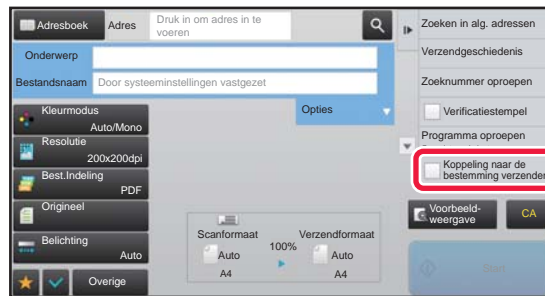 Adresboek
Adres
Druk in om adres in te
voeren
Onderwerp
Bestandsnaam
Door systeeminstellingen vastgezet
Opties
Kleurmodus
Auto/Mono
Resolutie
200x200dpi
Best.Indeling
PDF
Origineel
Belichting
Auto
Overige
Scanformaat
Auto
A4
100%
Verzendformaat
Auto
A4
Zoeken in alg. adressen
Verzendgeschiedenis
Zoeknummer oproepen
Verificatiestempel
Programma oproepen
Koppeling naar de
bestemming verzenden
Voorbeeld-
weergave
CA
Start